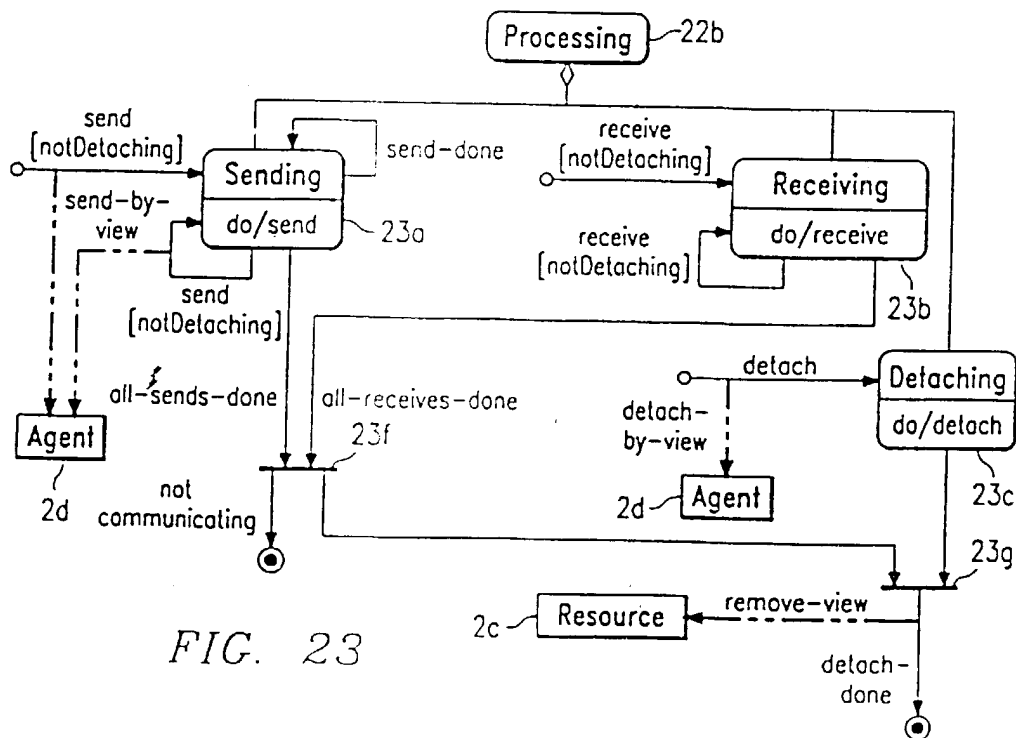 Processing
22b
send
[notDetaching]
send-done
receive
[notDetaching]
Sending
Receiving
send-by-
view
do/send
23a
do/receive
receive
[notDetaching]
send
[notDetaching]
23b
detach
Detaching
all-sends-done
all-receives-done
detach-
by-view
do/detach
Agent
23f
2d
not
communicating
Agent
2d
23c
23g
remove-view
Resource
2c
FIG. 23
detach-
done